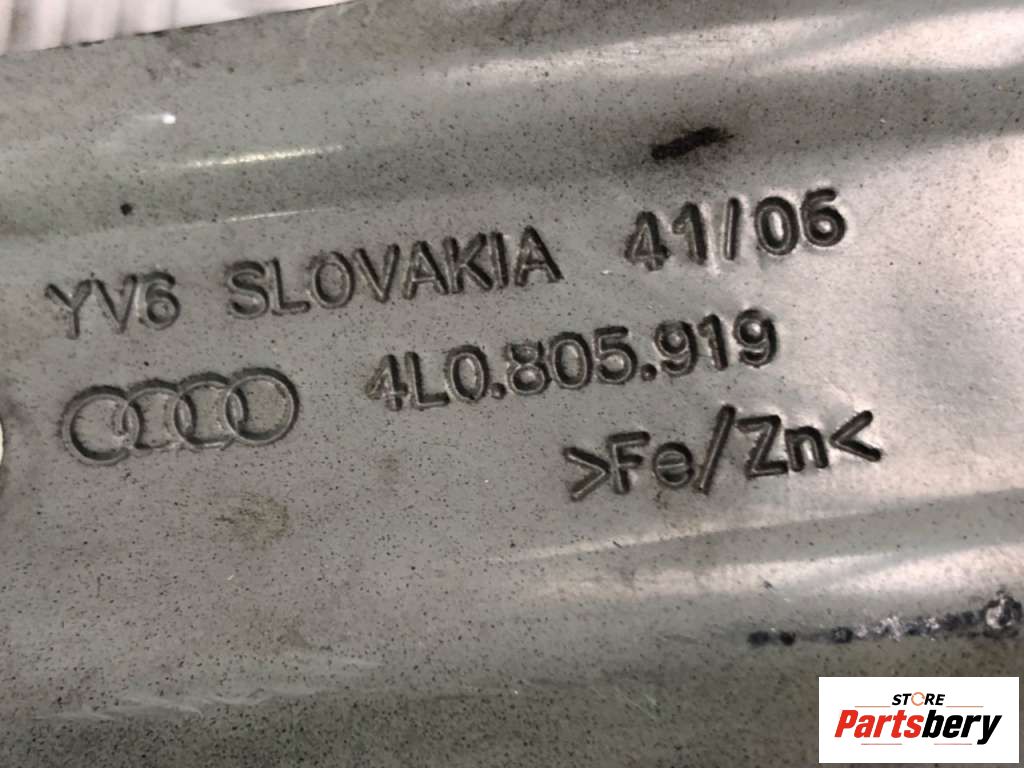 YV6 SLOVAKIA 41/06
4L0.805.919
>Fe/Zn<
STORE
Partsbery